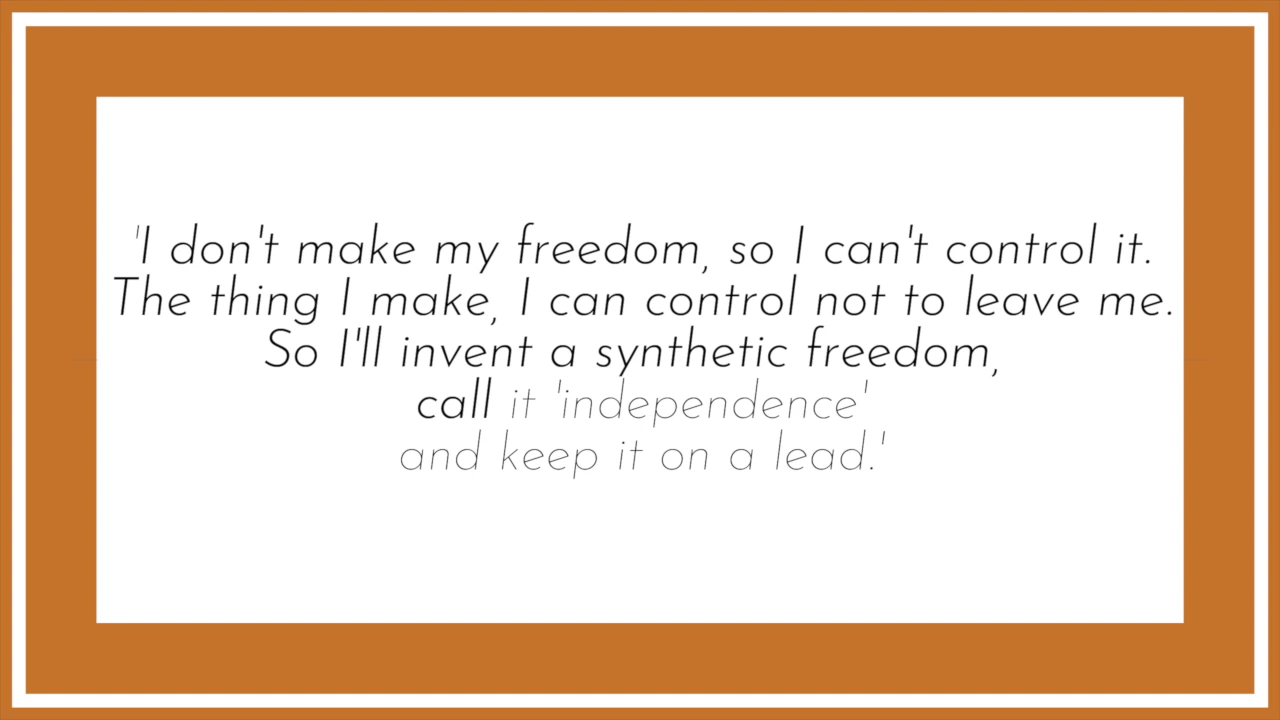 'I don't make my freedom, so I can't control it.
The thing I make, I can control not to leave me.
So I'll invent a synthetic freedom,
call it 'independence'
and keep it on a lead.'